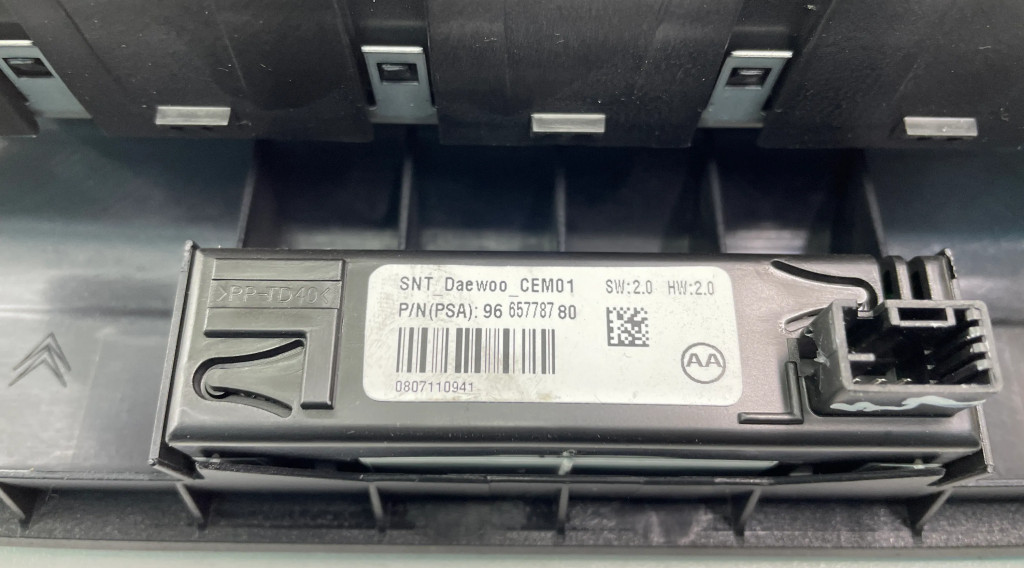 >PP-TD40<
SNT_Daewoo_CEM01 SW:2.0 HW:2.0
P/N(PSA): 96 657787 80
0807110941
AA